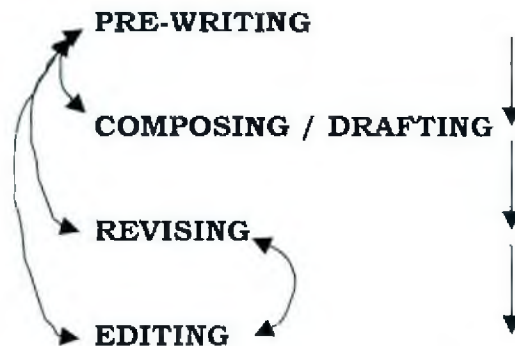 PRE-WRITING
COMPOSING / DRAFTING
REVISING
EDITING